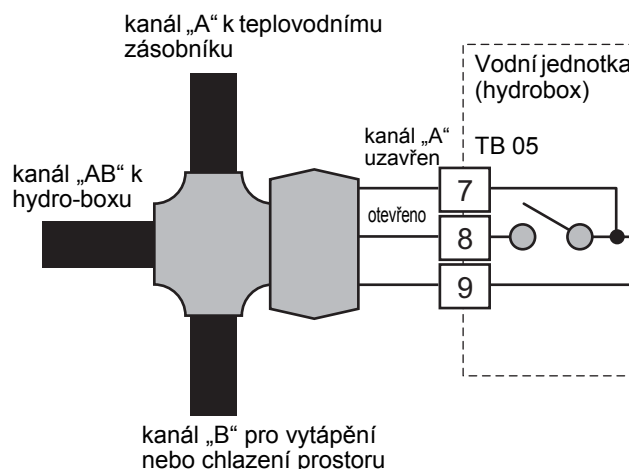 kanál „A“ k teplovodnímu
zásobníku
Vodní jednotka
(hydrobox)
kanál „A“
uzavřen
TB 05
kanál „AB“ k
hydro-boxu
7
otevřeno
8
9
kanál „B“ pro vytápění
nebo chlazení prostoru